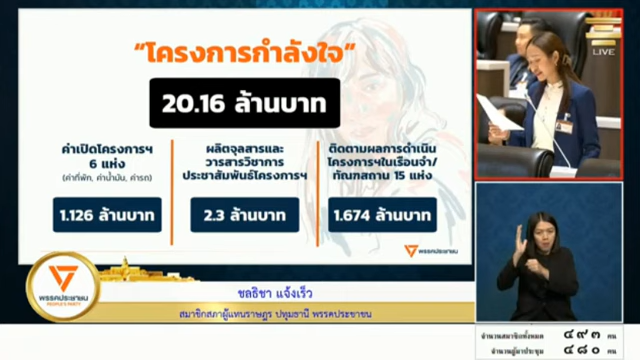 “โครงการกำลังใจ”
20.16 ล้านบาท
ค่าเปิดโครงการฯ
6 แห่ง
(ค่าที่พัก, ค่าน้ำมัน, ค่ารถ)
1.126 ล้านบาท
ผลิตจุลสารและ
วารสารวิชาการ
ประชาสัมพันธ์โครงการฯ
2.3 ล้านบาท
ติดตามผลการดำเนิน
โครงการฯในเรือนจำ/
ทัณฑสถาน 15 แห่ง
1.674 ล้านบาท
พรรคประชาชน
LIVE
พรรคประชาชน
PEOPLE'S PARTY
ชลธิชา แจ้งเร็ว
สมาชิกสภาผู้แทนราษฎร ปทุมธานี พรรคประชาชน
จำนวนสมาชิกทั้งหมด ๔๙๓ คน
จำนวนผู้มาประชุม ๔๘๐ คน